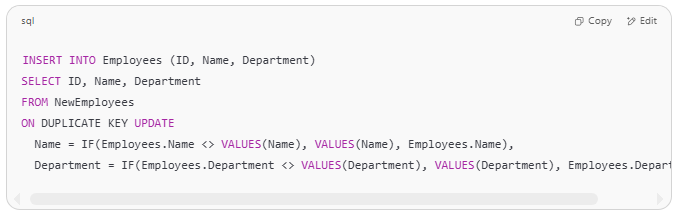 sql
Copy
Edit
INSERT INTO Employees (ID, Name, Department)
SELECT ID, Name, Department
FROM NewEmployees
ON DUPLICATE KEY UPDATE
Name = IF(Employees.Name <> VALUES(Name), VALUES(Name), Employees.Name),
Department = IF(Employees.Department <> VALUES(Department), VALUES(Department), Employees.Depart